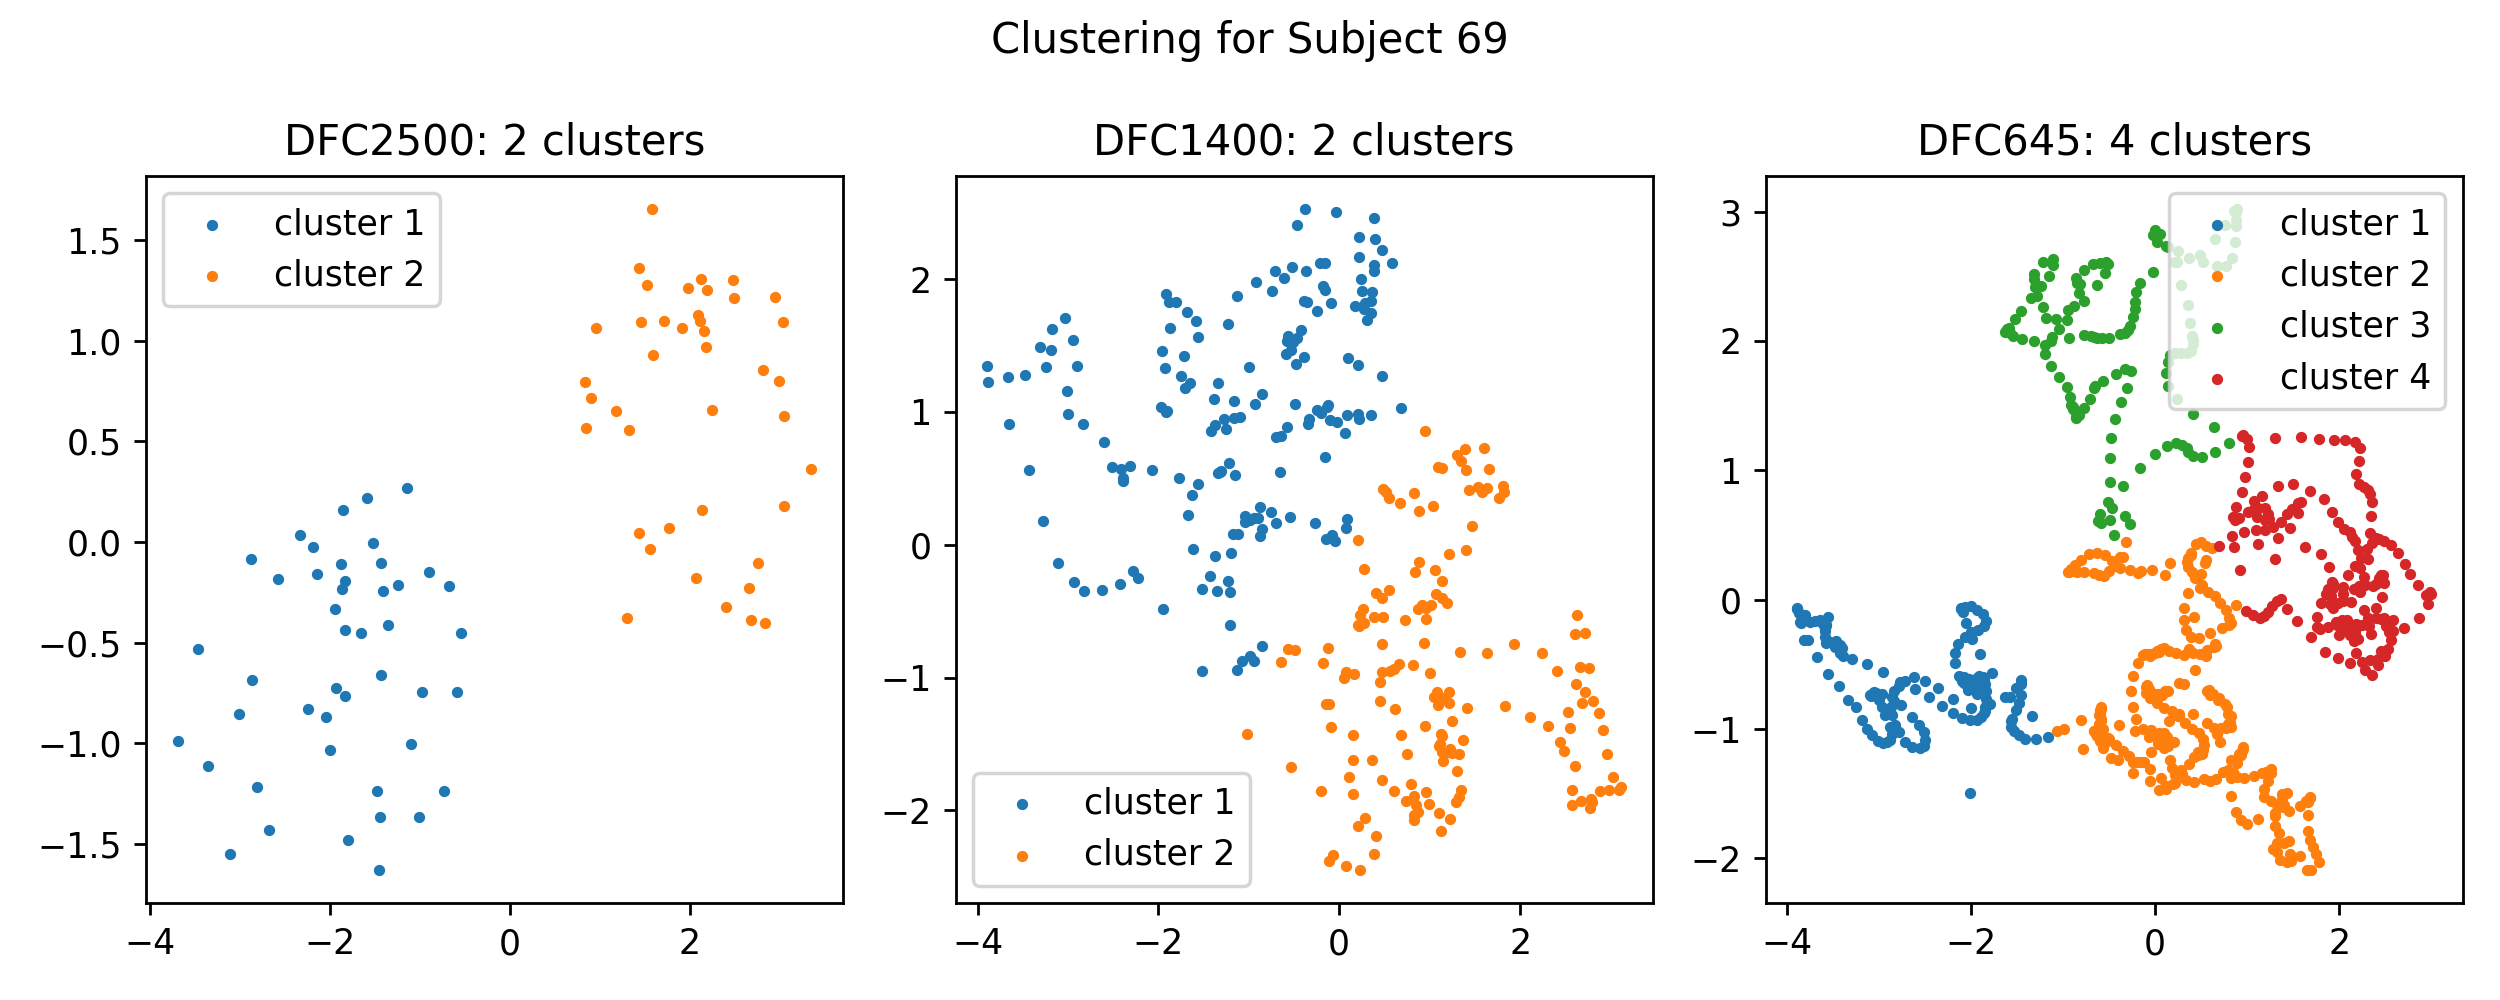 Clustering for Subject 69
DFC2500: 2 clusters
cluster 1
cluster 2
1.5
1.0
0.5
0.0
−0.5
−1.0
−1.5
−4
−2
0
2
DFC1400: 2 clusters
2
1
0
−1
−2
cluster 1
cluster 2
−4
−2
0
2
DFC645: 4 clusters
cluster 1
cluster 2
cluster 3
cluster 4
3
2
1
0
−1
−2
−4
−2
0
2